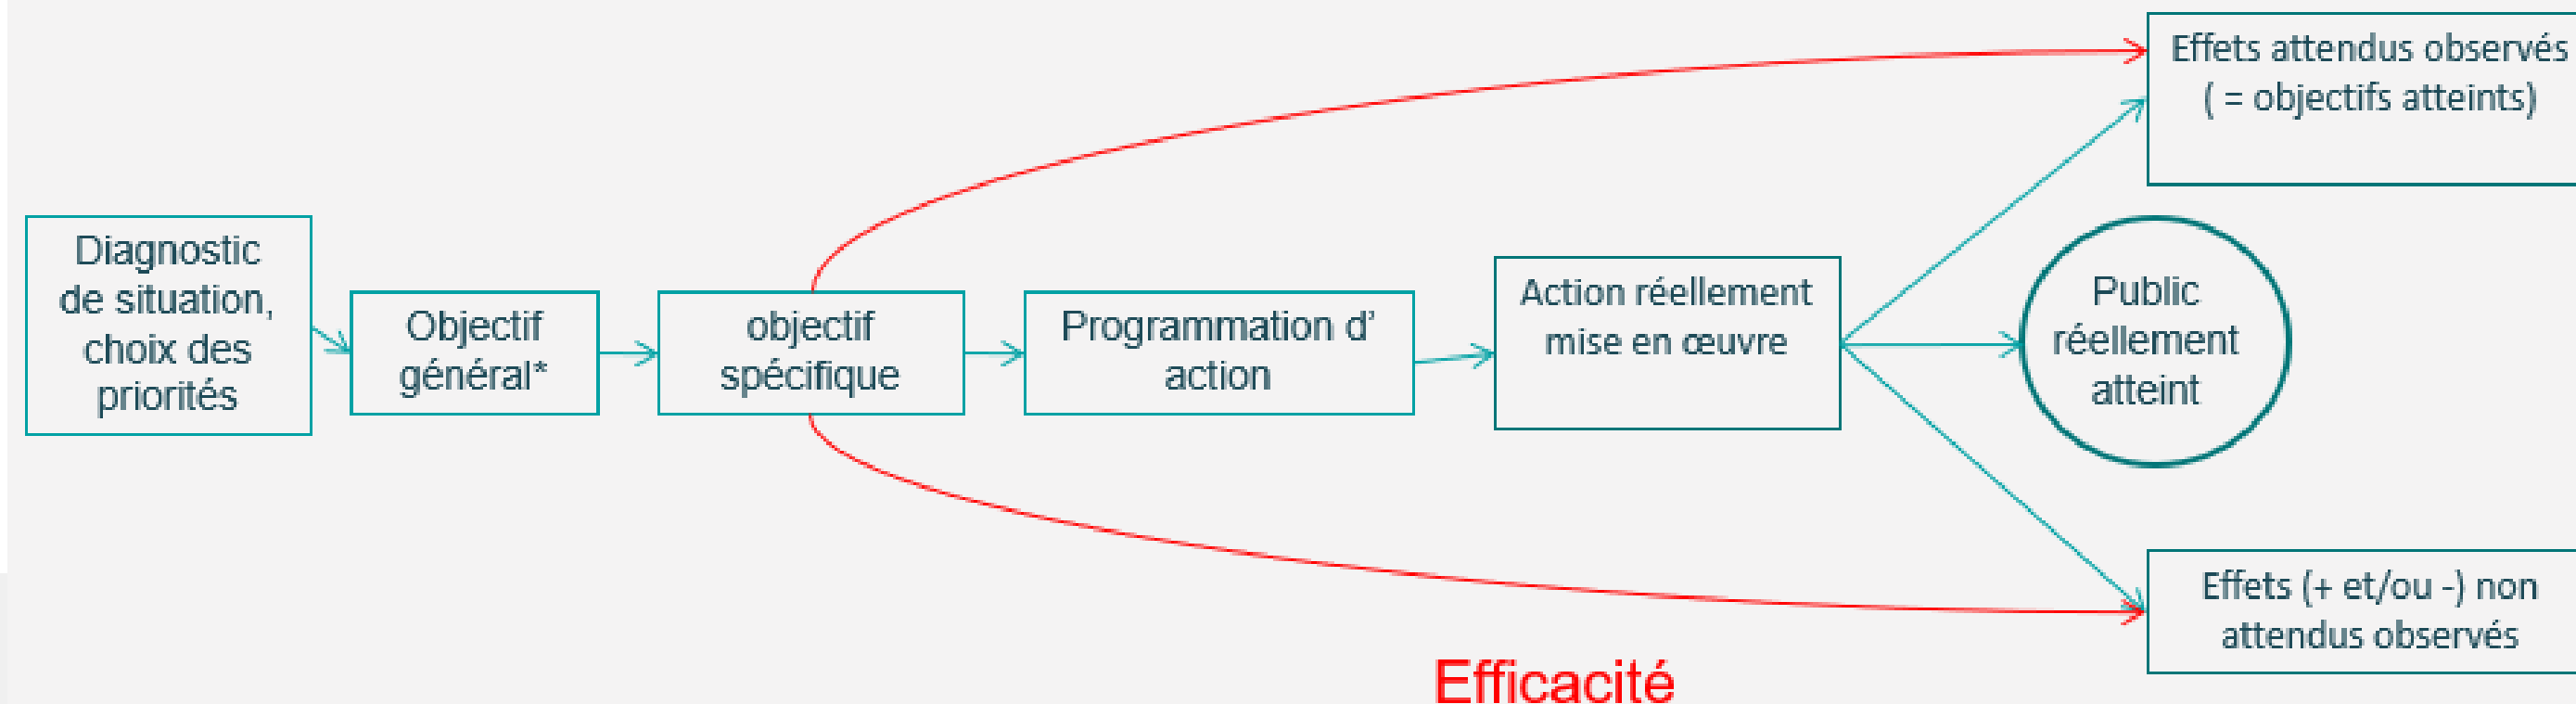 Diagnostic
de situation,
choix des
priorités
Objectif
général*
objectif
spécifique
Programmation d’
action
Action réellement
mise en œuvre
Effets attendus observés
( = objectifs atteints)
Public
réellement
atteint
Effets (+ et/ou -) non
attendus observés
Efficacité